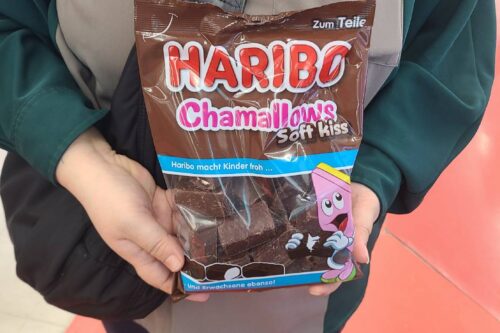 Zum Teilen
HARIBO
Chamallows
Soft kiss
Haribo macht Kinder froh ...
und Erwachsene ebenso!